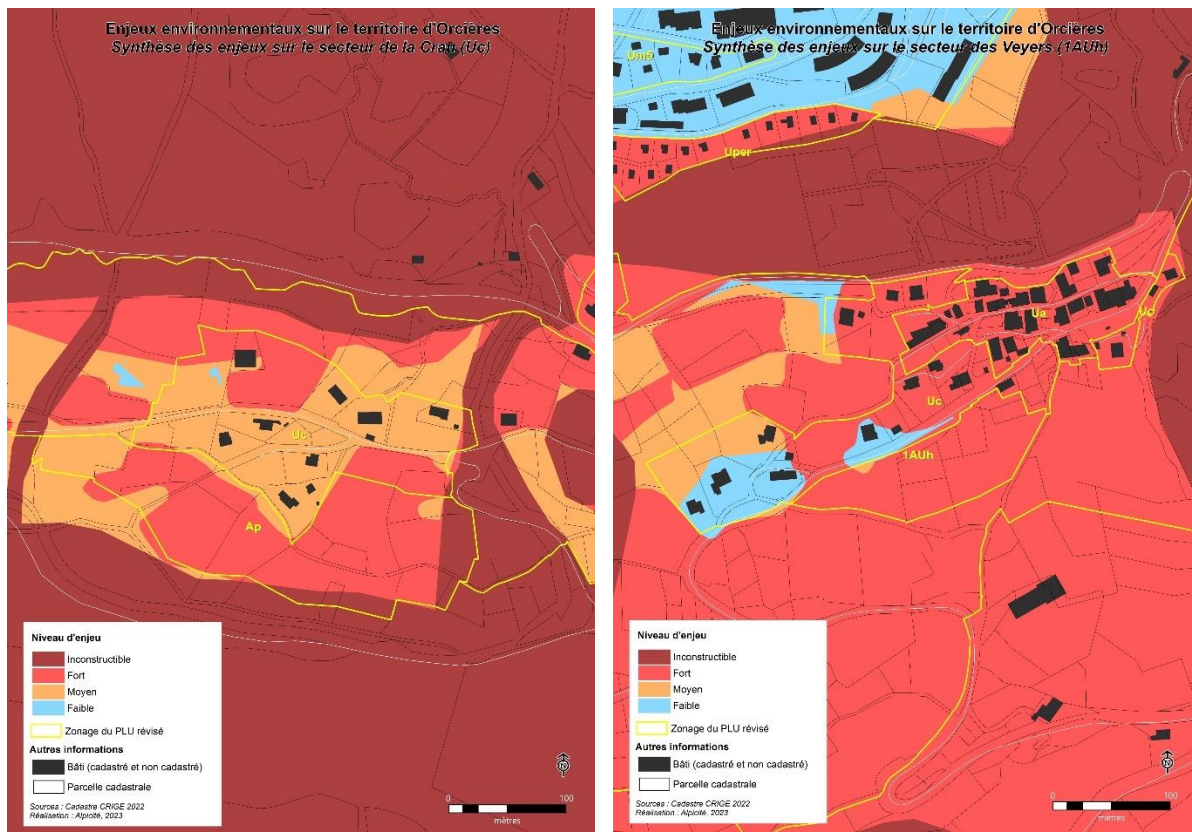 Enjeux environnementaux sur le territoire d'Orcières
Synthèse des enjeux sur le secteur de la Crau (Uc)
Uc
Ap
Niveau d'enjeu
Inconstructible
Fort
Moyen
Faible
Zonage du PLU révisé
Autres informations
Bâti (cadastré et non cadastré)
Parcelle cadastrale
Sources : Cadastre CRIGE 2022
Réalisation : Alpicité, 2023
0 100
mètres
Enjeux environnementaux sur le territoire d'Orcières
Synthèse des enjeux sur le secteur des Veyers (1AUh)
Uper
Ua
Uc
Uc
1AUh
Niveau d'enjeu
Inconstructible
Fort
Moyen
Faible
Zonage du PLU révisé
Autres informations
Bâti (cadastré et non cadastré)
Parcelle cadastrale
Sources : Cadastre CRIGE 2022
Réalisation : Alpicité, 2023
0 100
mètres